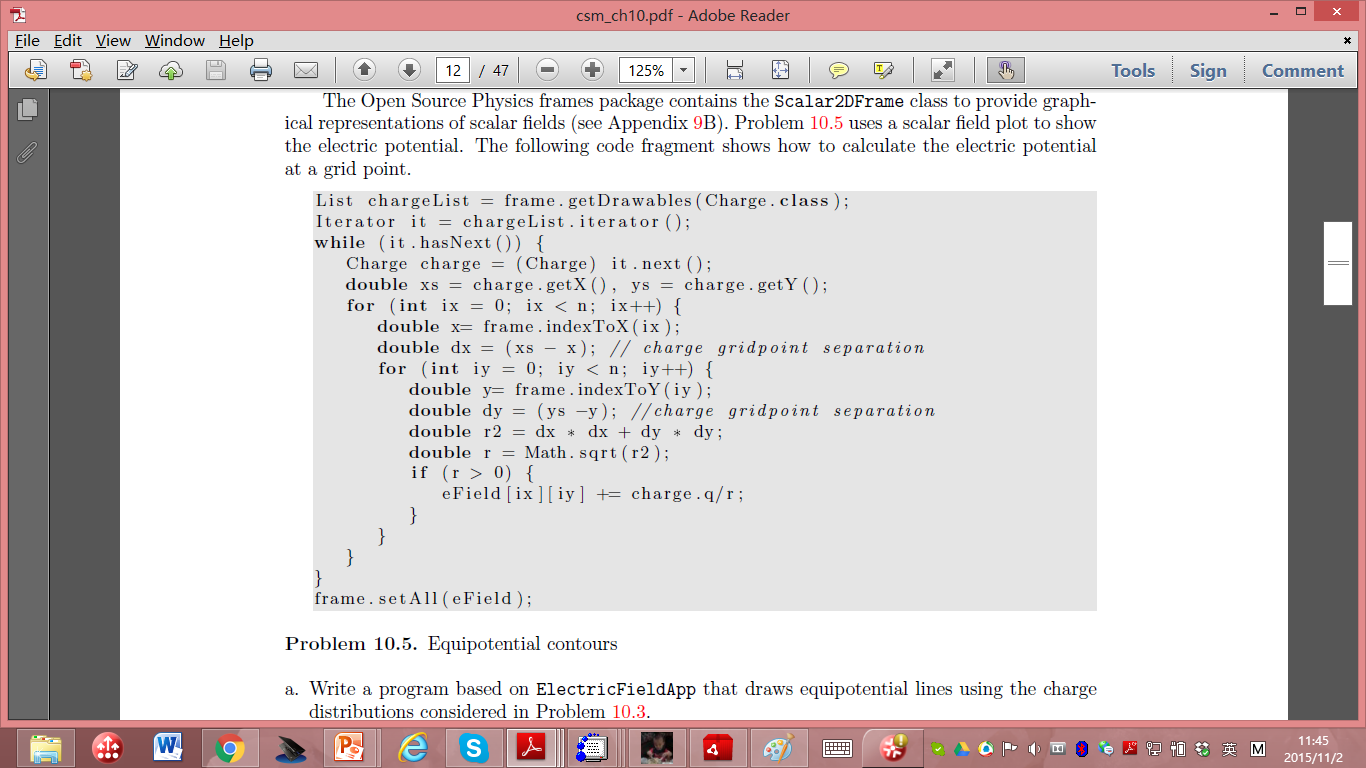 csm_ch10.pdf - Adobe Reader
File Edit View Window Help
12 / 47 125% Tools Sign Comment
The Open Source Physics frames package contains the Scalar2DFrame class to provide graph-
ical representations of scalar fields (see Appendix 9B). Problem 10.5 uses a scalar field plot to show
the electric potential. The following code fragment shows how to calculate the electric potential
at a grid point.
List chargeList = frame.getDrawables(Charge.class);
Iterator it = chargeList.iterator();
while (it.hasNext()) {
Charge charge = (Charge) it.next();
double xs = charge.getX(), ys = charge.getY();
for (int ix = 0; ix < n; ix++) {
double x= frame.indexToX(ix);
double dx = (xs - x); // charge gridpoint separation
for (int iy = 0; iy < n; iy++) {
double y= frame.indexToY(iy);
double dy = (ys -y); //charge gridpoint separation
double r2 = dx * dx + dy * dy;
double r = Math.sqrt(r2);
if (r > 0) {
eField[ix][iy] += charge.q/r;
}
}
}
}
frame.setAll(eField);
Problem 10.5. Equipotential contours
a. Write a program based on ElectricFieldApp that draws equipotential lines using the charge
distributions considered in Problem 10.3.
英 M 11:45
2015/11/2